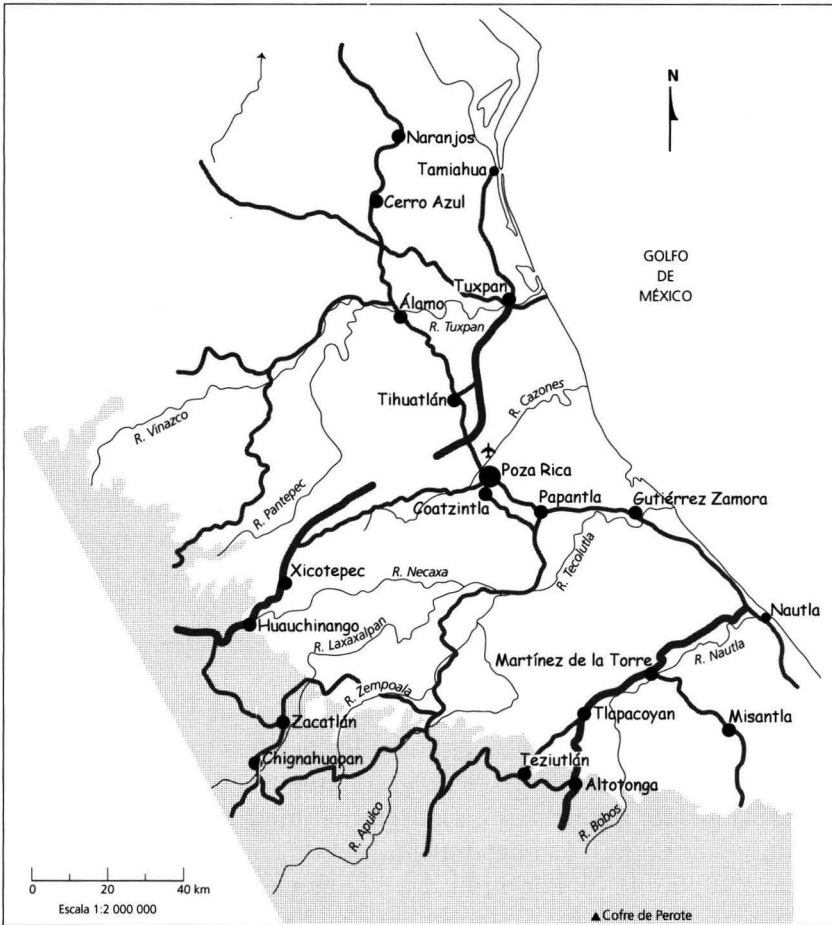 N
Naranjos
Tamiahua
Cerro Azul
GOLFO
DE
MÉXICO
Tuxpan
Álamo
R. Tuxpan
Tihuatlán
R. Cazones
R. Vinazco
Poza Rica
R. Pantepec
Coatzintla
Papantla
Gutiérrez Zamora
R. Tecolutla
Xicotepec
R. Necaxa
Huauchinango
Nautla
R. Laxaxalpan
R. Nautla
Martínez de la Torre
R. Zempoala
Zacatlán
Tlapacoyan
Misantla
Chignahuapan
Teziutlán
Altotonga
R. Apulco
R. Bobos
0 20 40 km
Escala 1:2 000 000
Cofre de Perote